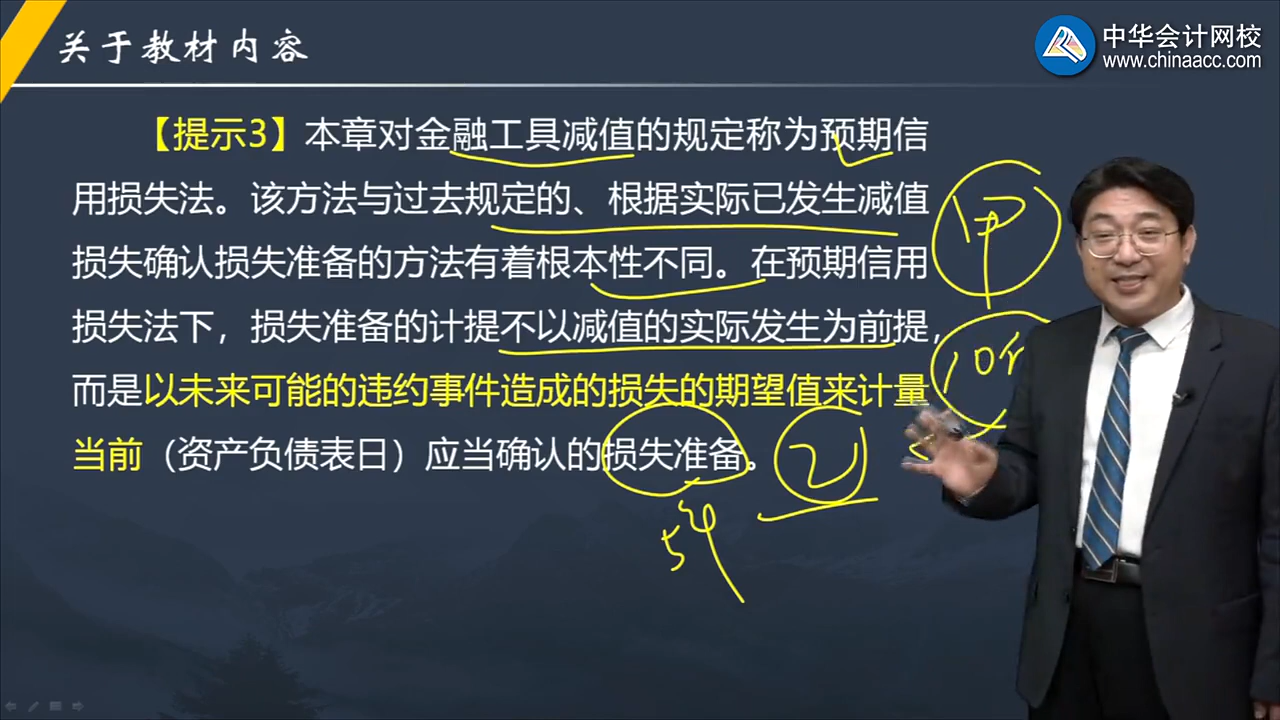 关于教材内容
中华会计网校
www.chinaacc.com
【提示3】本章对金融工具减值的规定称为预期信
用损失法。该方法与过去规定的、根据实际已发生减值
损失确认损失准备的方法有着根本性不同。在预期信用
损失法下，损失准备的计提不以减值的实际发生为前提，
而是以未来可能的违约事件造成的损失的期望值来计量
当前（资产负债表日）应当确认的损失准备。
甲